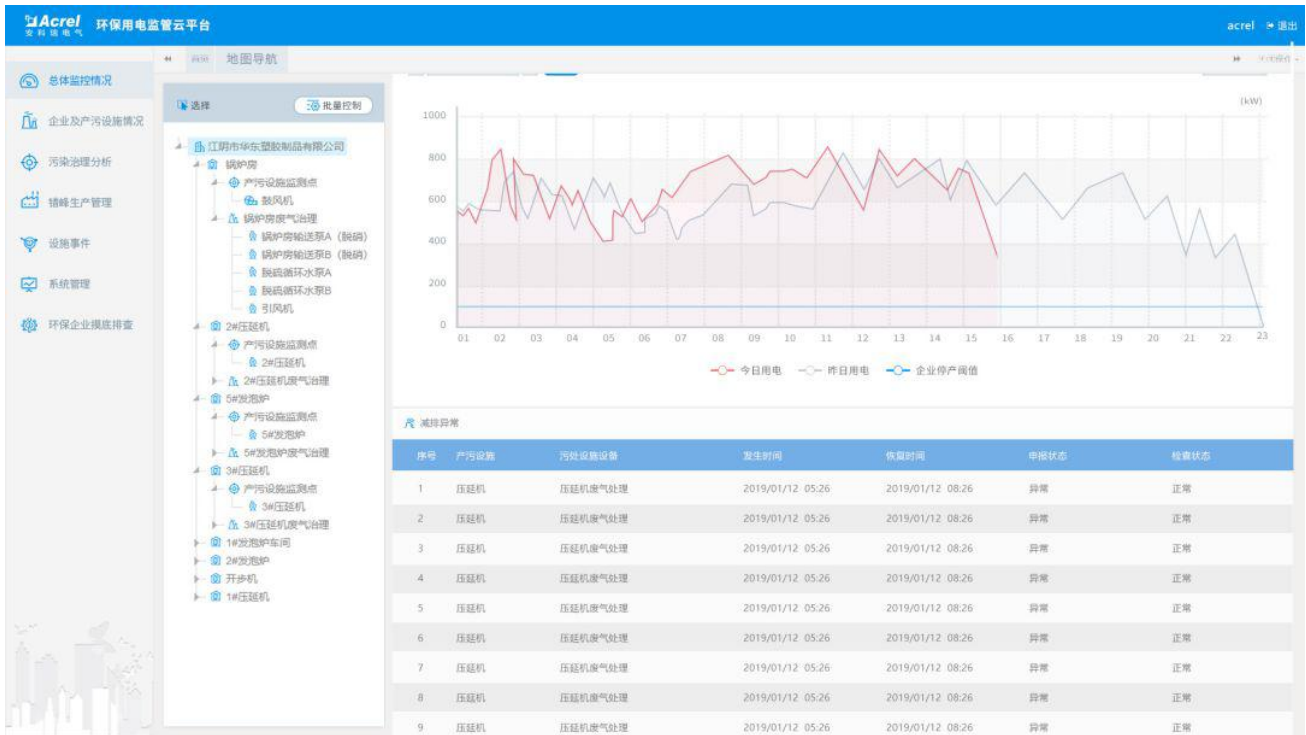 Acrel 环保用电监管云平台
安科瑞电气
acrel 退出
地图导航
总体监控情况
企业及产污设施情况
污染治理分析
错峰生产管理
设施事件
系统管理
环保企业摸底排查
选择 批量控制
江阴市华东塑胶制品有限公司
锅炉房
产污设施监测点
鼓风机
锅炉房废气治理
锅炉房输送泵A（脱硝）
锅炉房输送泵B（脱硝）
脱硫循环水泵A
脱硫循环水泵B
引风机
2#压延机
产污设施监测点
2#压延机
2#压延机废气治理
5#发泡炉
产污设施监测点
5#发泡炉
5#发泡炉废气治理
3#压延机
产污设施监测点
3#压延机
3#压延机废气治理
1#发泡炉车间
2#发泡炉
开步机
1#压延机
(kW)
1000
800
600
400
200
0
01 02 03 04 05 06 07 08 09 10 11 12 13 14 15 16 17 18 19 20 21 22 23
今日用电 昨日用电 企业停产阈值
减排异常
序号 产污设施 污处设施设备 发生时间 恢复时间 申报状态 检查状态
1 压延机 压延机废气处理 2019/01/12 05:26 2019/01/12 08:26 异常 正常
2 压延机 压延机废气处理 2019/01/12 05:26 2019/01/12 08:26 异常 正常
3 压延机 压延机废气处理 2019/01/12 05:26 2019/01/12 08:26 异常 正常
4 压延机 压延机废气处理 2019/01/12 05:26 2019/01/12 08:26 异常 正常
5 压延机 压延机废气处理 2019/01/12 05:26 2019/01/12 08:26 异常 正常
6 压延机 压延机废气处理 2019/01/12 05:26 2019/01/12 08:26 异常 正常
7 压延机 压延机废气处理 2019/01/12 05:26 2019/01/12 08:26 异常 正常
8 压延机 压延机废气处理 2019/01/12 05:26 2019/01/12 08:26 异常 正常
9 压延机 压延机废气处理 2019/01/12 05:26 2019/01/12 08:26 异常 正常